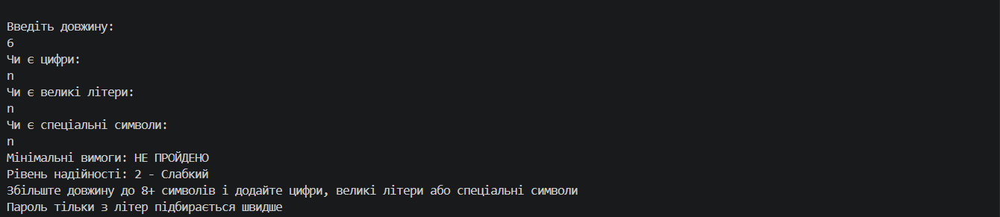 Введіть довжину:
6
Чи є цифри:
n
Чи є великі літери:
n
Чи є спеціальні символи:
n
Мінімальні вимоги: НЕ ПРОЙДЕНО
Рівень надійності: 2 - Слабкий
Збільште довжину до 8+ символів і додайте цифри, великі літери або спеціальні символи
Пароль тільки з літер підбирається швидше